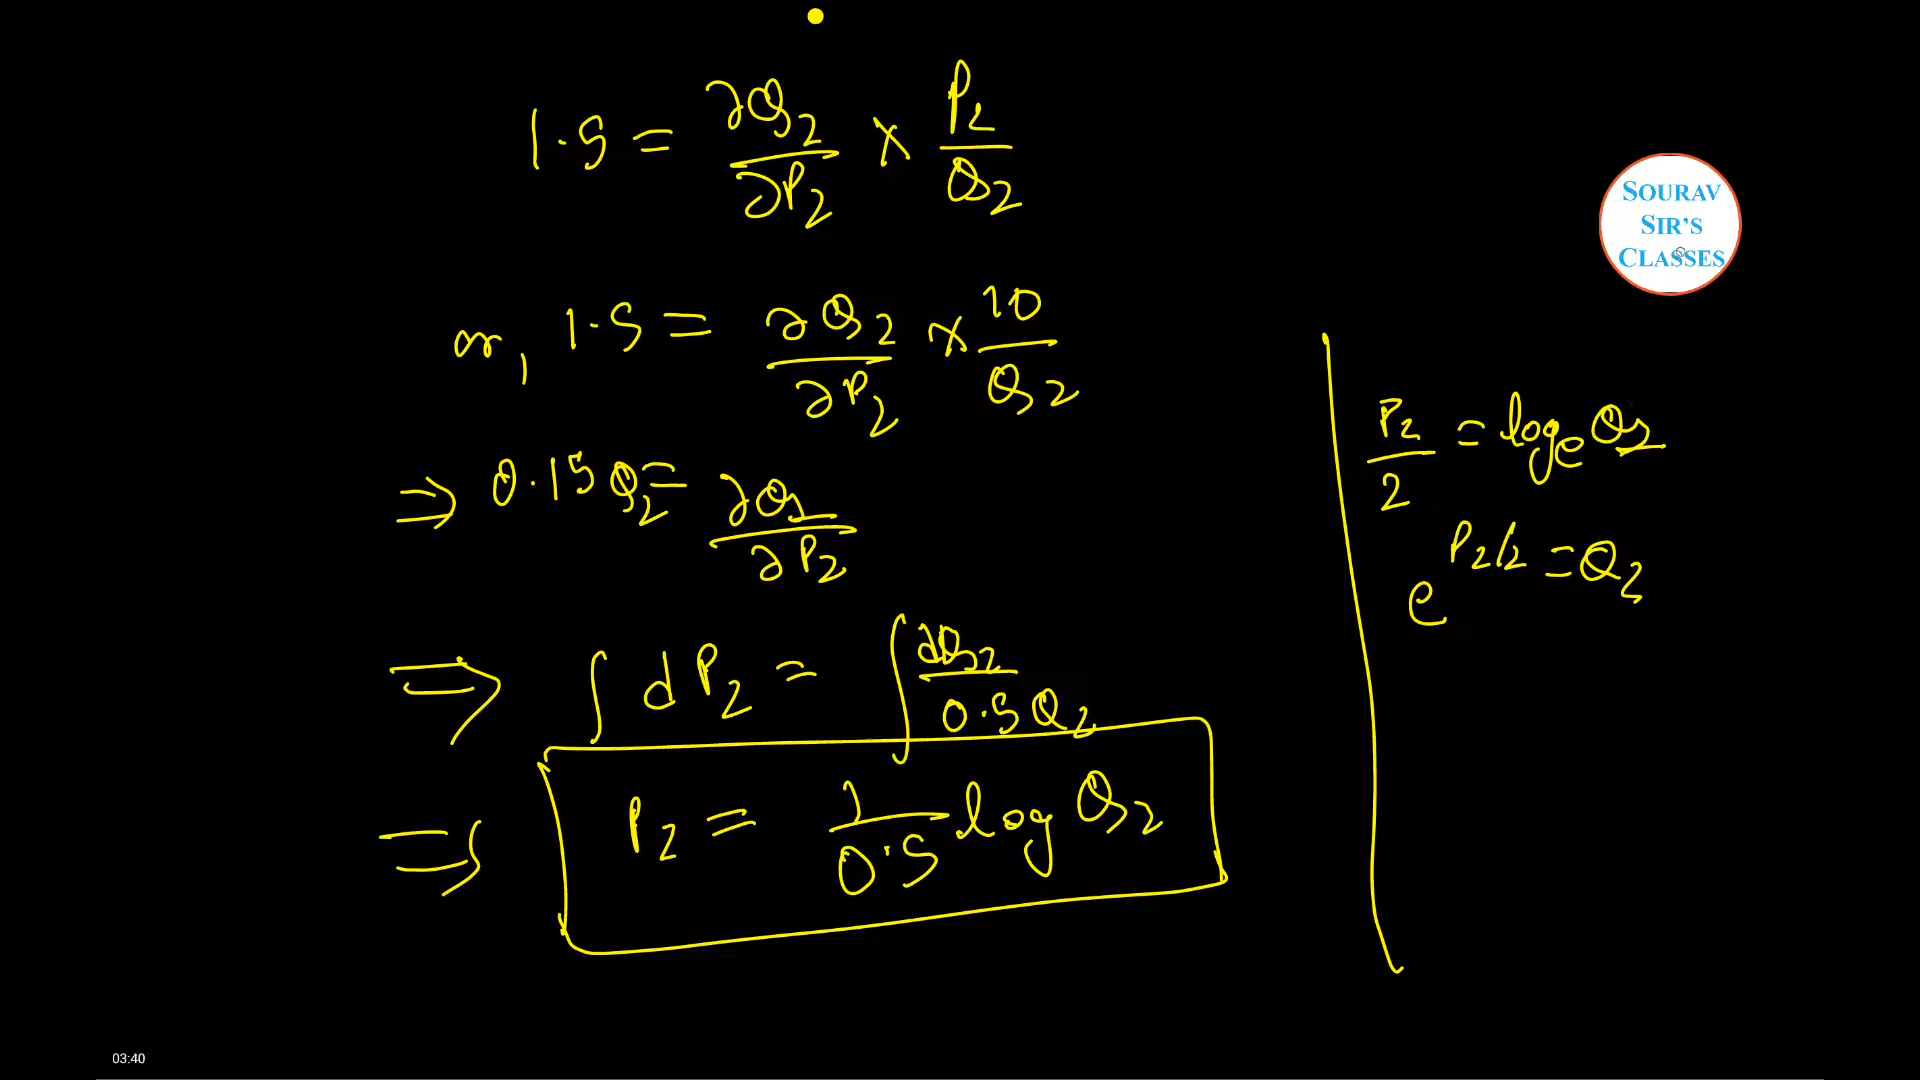 1.5 = ∂Q₂/∂P₂ × P₂/Q₂
SOURAV
SIR'S
CLASSES
or, 1.5 = ∂Q₂/∂P₂ × 10/Q₂
⇒ 0.15 Q₂ = ∂Q₂/∂P₂
⇒ ∫ dP₂ = ∫ ∂Q₂/0.5Q₂
⇒ P₂ = 1/0.5 log Q₂
P₂/2 = logₑ Q₂
e^(P₂/2) = Q₂
03:40